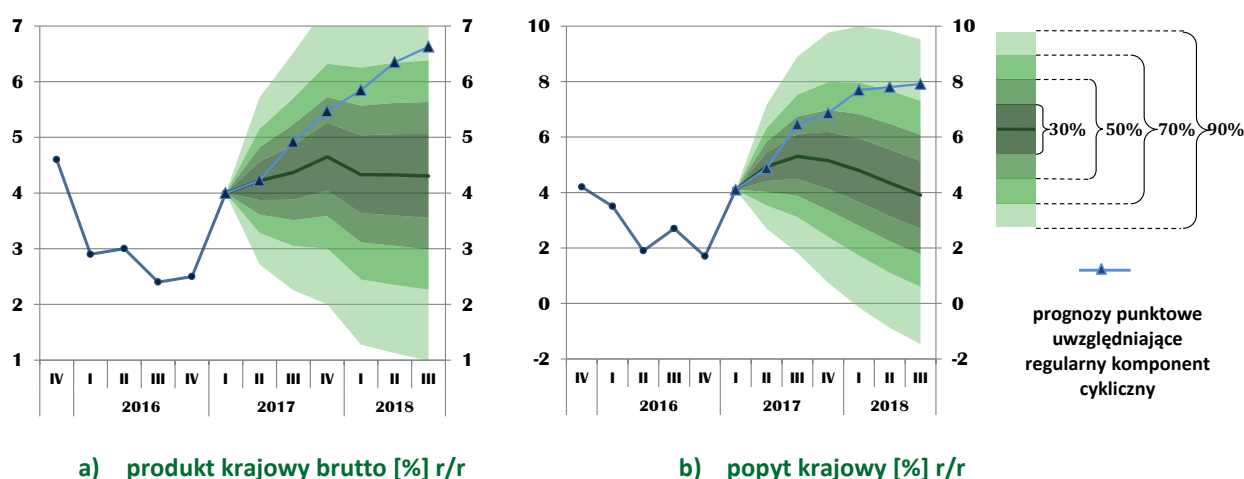 7
6
5
4
3
2
1
7
6
5
4
3
2
1
IV I II III IV I II III IV I II III
2016 2017 2018
a) produkt krajowy brutto [%] r/r
10
8
6
4
2
0
-2
10
8
6
4
2
0
-2
IV I II III IV I II III IV I II III
2016 2017 2018
b) popyt krajowy [%] r/r
30% 50% 70% 90%
prognozy punktowe
uwzględniające
regularny komponent
cykliczny